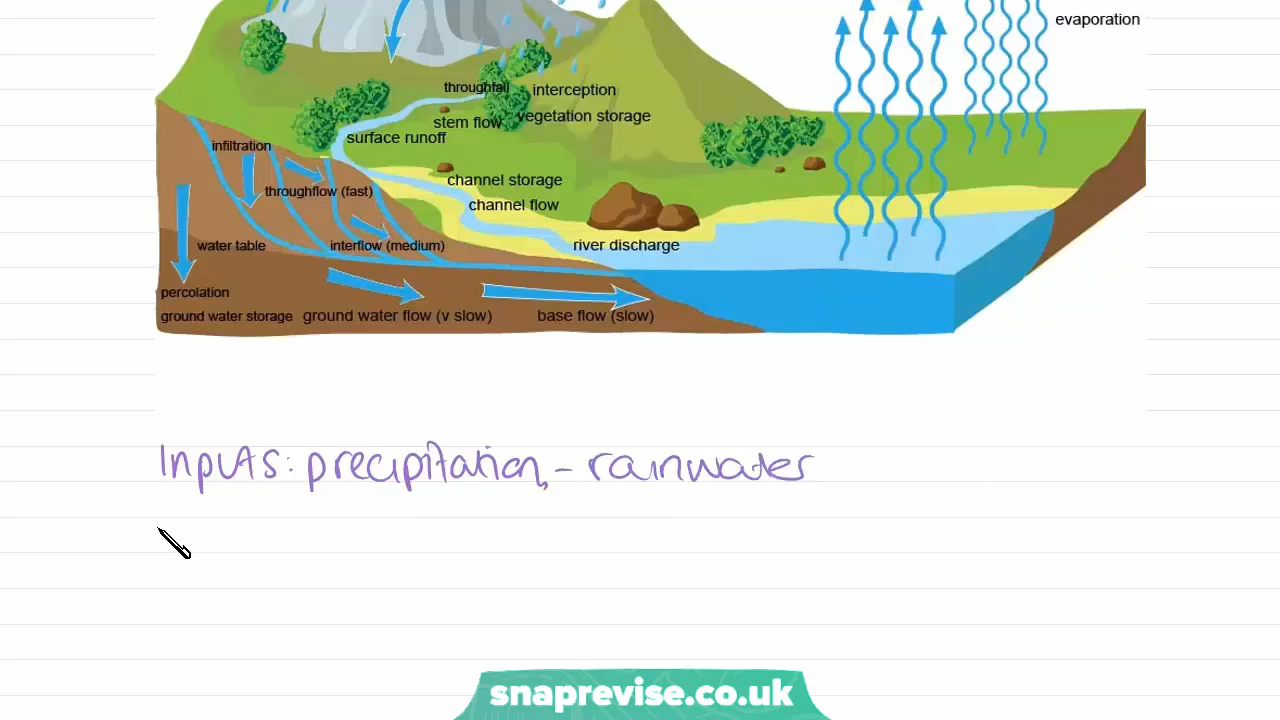 evaporation
throughfall
interception
stem flow
vegetation storage
surface runoff
infiltration
throughflow (fast)
channel storage
channel flow
water table
interflow (medium)
river discharge
percolation
ground water storage
ground water flow (v slow)
base flow (slow)
Inputs: precipitation, - rainwater
snaprevise.co.uk